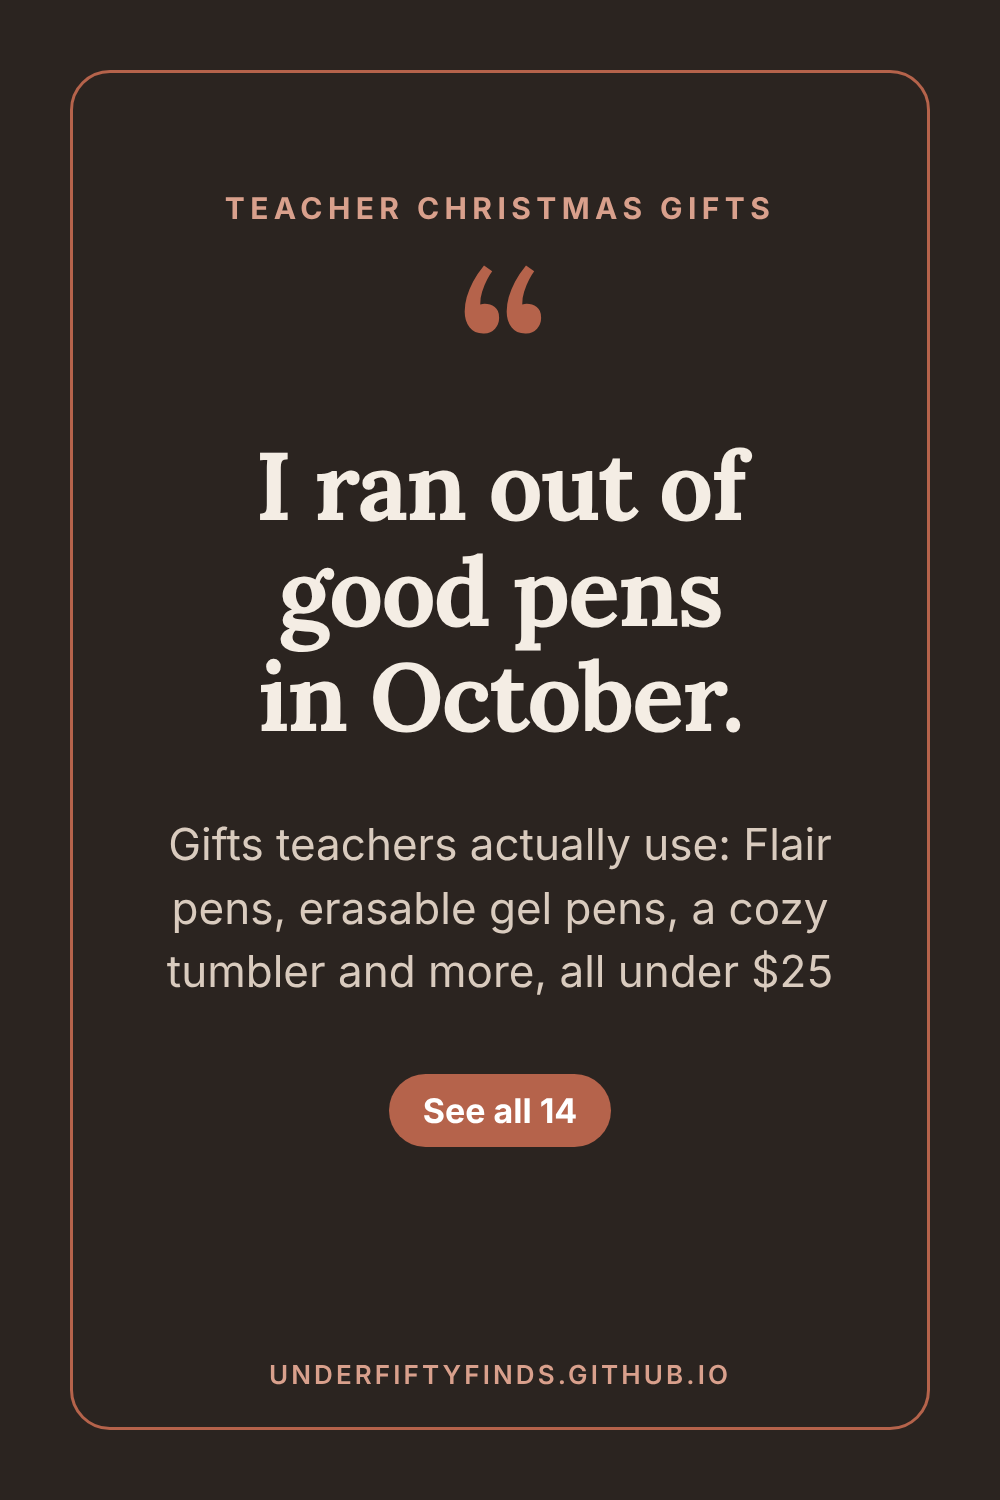 TEACHER CHRISTMAS GIFTS
“
I ran out of
good pens
in October.
Gifts teachers actually use: Flair
pens, erasable gel pens, a cozy
tumbler and more, all under $25
See all 14
UNDERFIFTYFINDS.GITHUB.IO